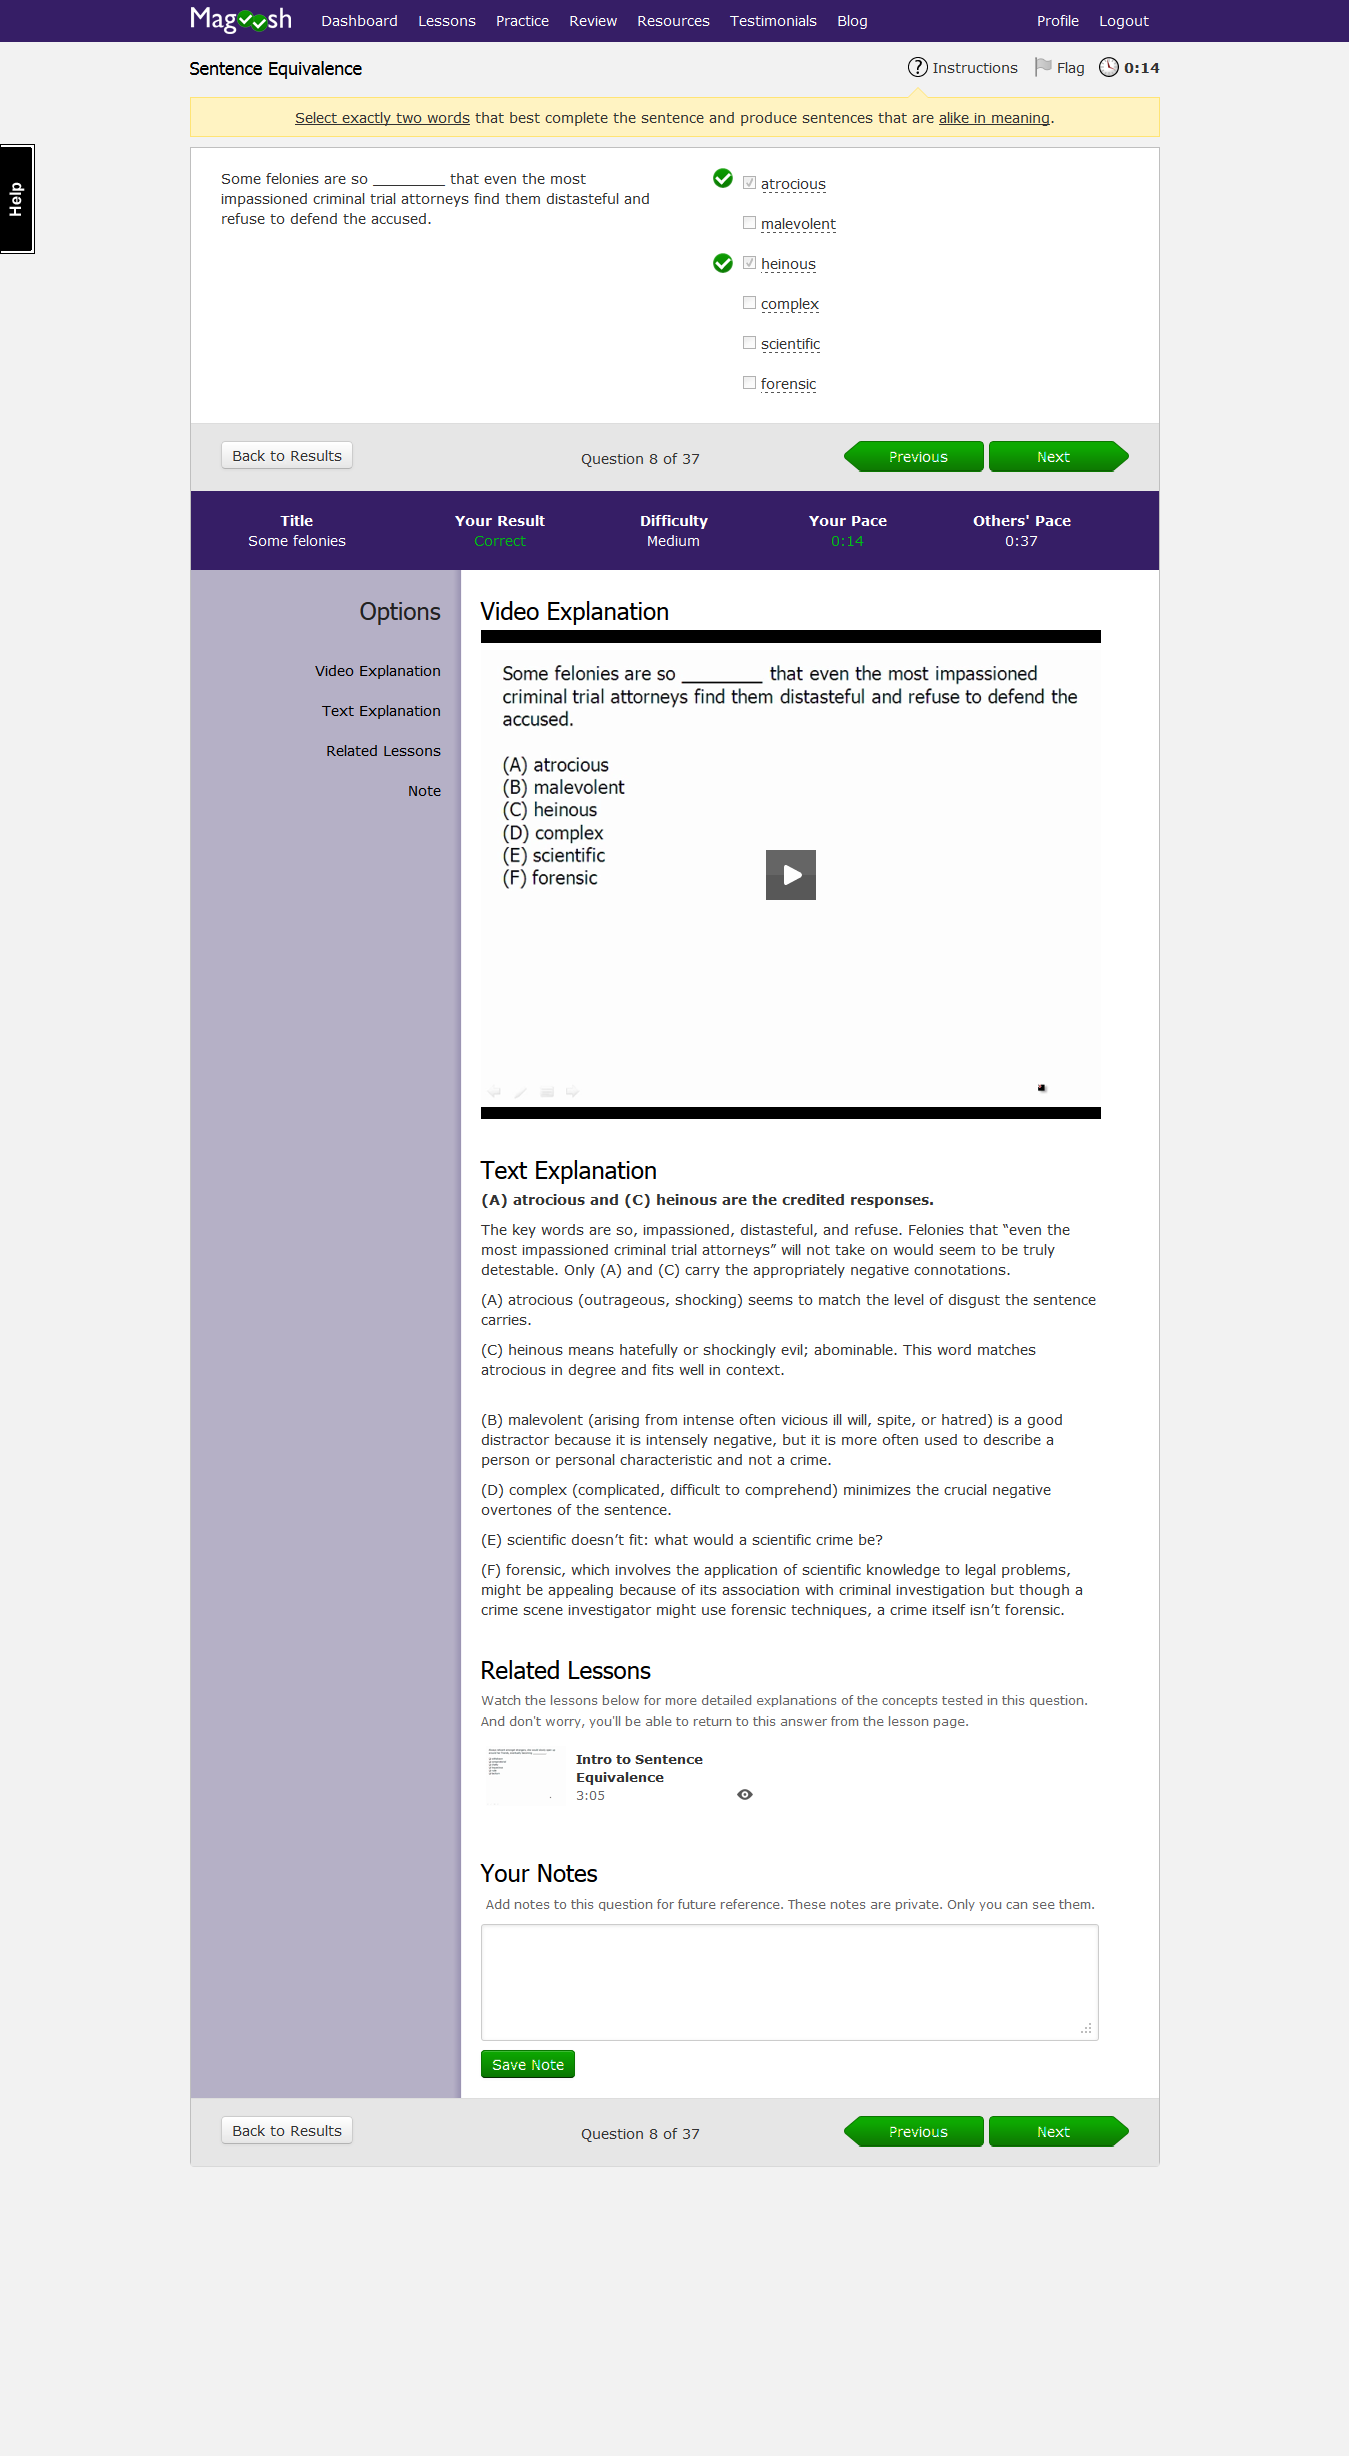 Magoosh Dashboard Lessons Practice Review Resources Testimonials Blog Profile Logout
Sentence Equivalence Instructions Flag 0:14
Select exactly two words that best complete the sentence and produce sentences that are alike in meaning.
Help
Some felonies are so _________ that even the most
impassioned criminal trial attorneys find them distasteful and
refuse to defend the accused.
atrocious
malevolent
heinous
complex
scientific
forensic
Back to Results Question 8 of 37 Previous Next
Title Your Result Difficulty Your Pace Others' Pace
Some felonies Correct Medium 0:14 0:37
Options
Video Explanation
Text Explanation
Related Lessons
Note
Video Explanation
Some felonies are so ________ that even the most impassioned
criminal trial attorneys find them distasteful and refuse to defend the
accused.
(A) atrocious
(B) malevolent
(C) heinous
(D) complex
(E) scientific
(F) forensic
Text Explanation
(A) atrocious and (C) heinous are the credited responses.
The key words are so, impassioned, distasteful, and refuse. Felonies that “even the
most impassioned criminal trial attorneys” will not take on would seem to be truly
detestable. Only (A) and (C) carry the appropriately negative connotations.
(A) atrocious (outrageous, shocking) seems to match the level of disgust the sentence
carries.
(C) heinous means hatefully or shockingly evil; abominable. This word matches
atrocious in degree and fits well in context.
(B) malevolent (arising from intense often vicious ill will, spite, or hatred) is a good
distractor because it is intensely negative, but it is more often used to describe a
person or personal characteristic and not a crime.
(D) complex (complicated, difficult to comprehend) minimizes the crucial negative
overtones of the sentence.
(E) scientific doesn’t fit: what would a scientific crime be?
(F) forensic, which involves the application of scientific knowledge to legal problems,
might be appealing because of its association with criminal investigation but though a
crime scene investigator might use forensic techniques, a crime itself isn’t forensic.
Related Lessons
Watch the lessons below for more detailed explanations of the concepts tested in this question.
And don't worry, you'll be able to return to this answer from the lesson page.
Intro to Sentence
Equivalence
3:05
Your Notes
Add notes to this question for future reference. These notes are private. Only you can see them.
Save Note
Back to Results Question 8 of 37 Previous Next